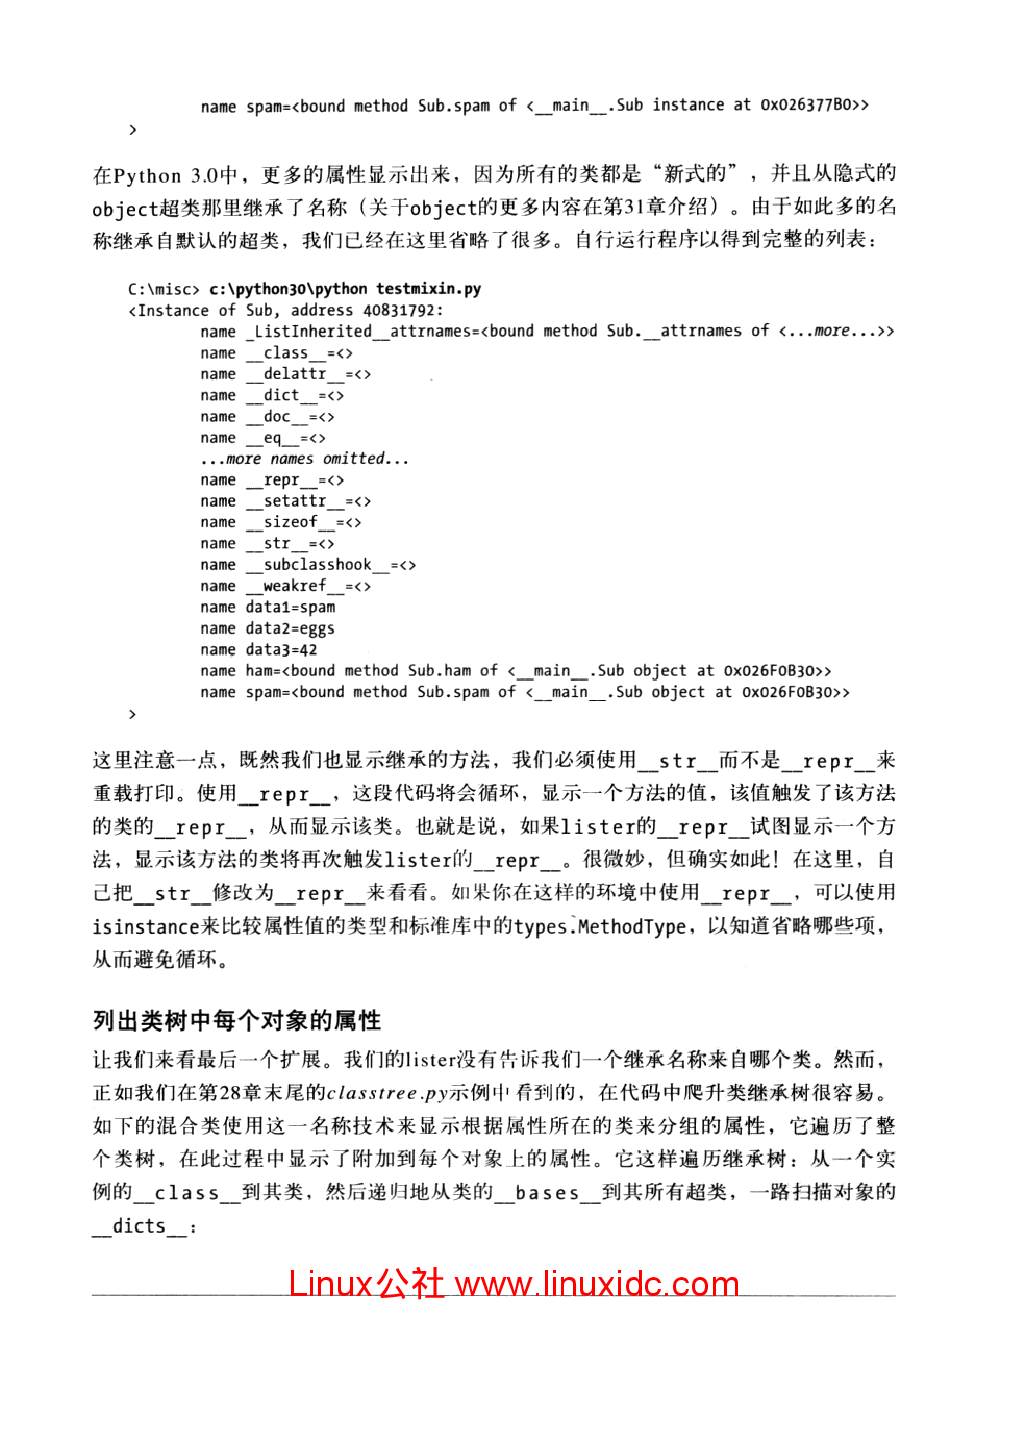 name spam=<bound method Sub.spam of <__main__.Sub instance at 0x026377B0>>
>
在Python 3.0中，更多的属性显示出来，因为所有的类都是“新式的”，并且从隐式的
object超类那里继承了名称（关于object的更多内容在第31章介绍）。由于如此多的名
称继承自默认的超类，我们已经在这里省略了很多。自行运行程序以得到完整的列表：
C:\misc> c:\python30\python testmixin.py
<Instance of Sub, address 40831792:
name _ListInherited__attrnames=<bound method Sub.__attrnames of <...more...>>
name __class__=<>
name __delattr__=<>
name __dict__=<>
name __doc__=<>
name __eq__=<>
...more names omitted...
name __repr__=<>
name __setattr__=<>
name __sizeof__=<>
name __str__=<>
name __subclasshook__=<>
name __weakref__=<>
name data1=spam
name data2=eggs
name data3=42
name ham=<bound method Sub.ham of <__main__.Sub object at 0x026F0B30>>
name spam=<bound method Sub.spam of <__main__.Sub object at 0x026F0B30>>
>
这里注意一点，既然我们也显示继承的方法，我们必须使用__str__而不是__repr__来
重载打印。使用__repr__，这段代码将会循环，显示一个方法的值，该值触发了该方法
的类的__repr__，从而显示该类。也就是说，如果lister的__repr__试图显示一个方
法，显示该方法的类将再次触发lister的__repr__。很微妙，但确实如此！在这里，自
己把__str__修改为__repr__来看看。如果你在这样的环境中使用__repr__，可以使用
isinstance来比较属性值的类型和标准库中的types.MethodType，以知道省略哪些项，
从而避免循环。
列出类树中每个对象的属性
让我们来看最后一个扩展。我们的lister没有告诉我们一个继承名称来自哪个类。然而，
正如我们在第28章末尾的classtree.py示例中看到的，在代码中爬升类继承树很容易。
如下的混合类使用这一名称技术来显示根据属性所在的类来分组的属性，它遍历了整
个类树，在此过程中显示了附加到每个对象上的属性。它这样遍历继承树：从一个实
例的__class__到其类，然后递归地从类的__bases__到其所有超类，一路扫描对象的
__dicts__：
Linux公社 www.linuxidc.com